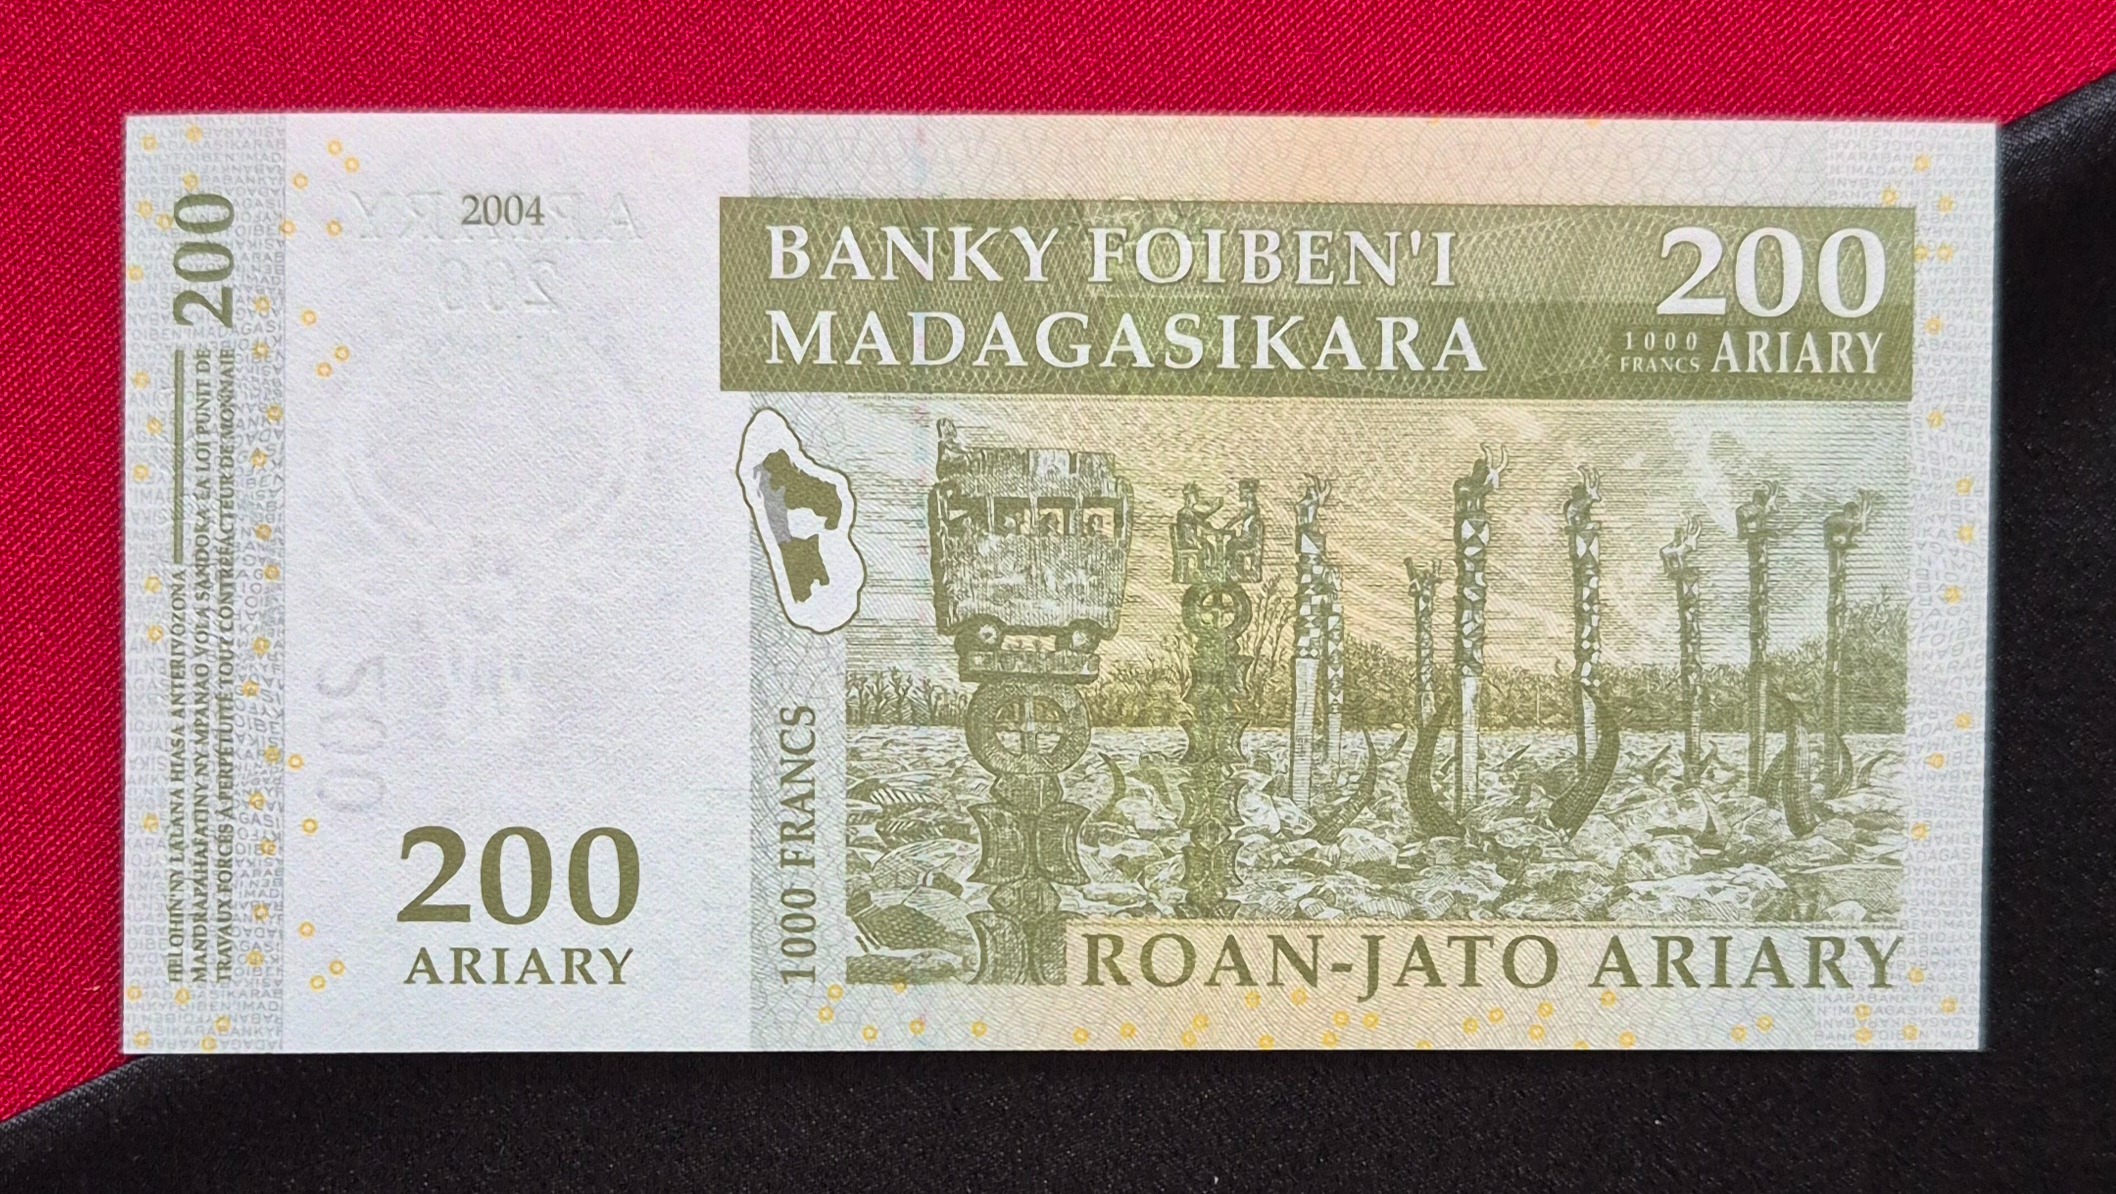 200
HELOHIN'NY LALANA HIASA ANTERIVOZONA
MANDRAPAHAFATINY NY MPANAO VOLA SANDOKA LA LOI PUNIT DE
TRAVAUX FORCÉS À PERPÉTUITÉ TOUT CONTREFACTEUR DE MONNAIE
2004
200
ARIARY
BANKY FOIBEN'I
MADAGASIKARA
200
1000
FRANCS ARIARY
1000 FRANCS
ROAN-JATO ARIARY